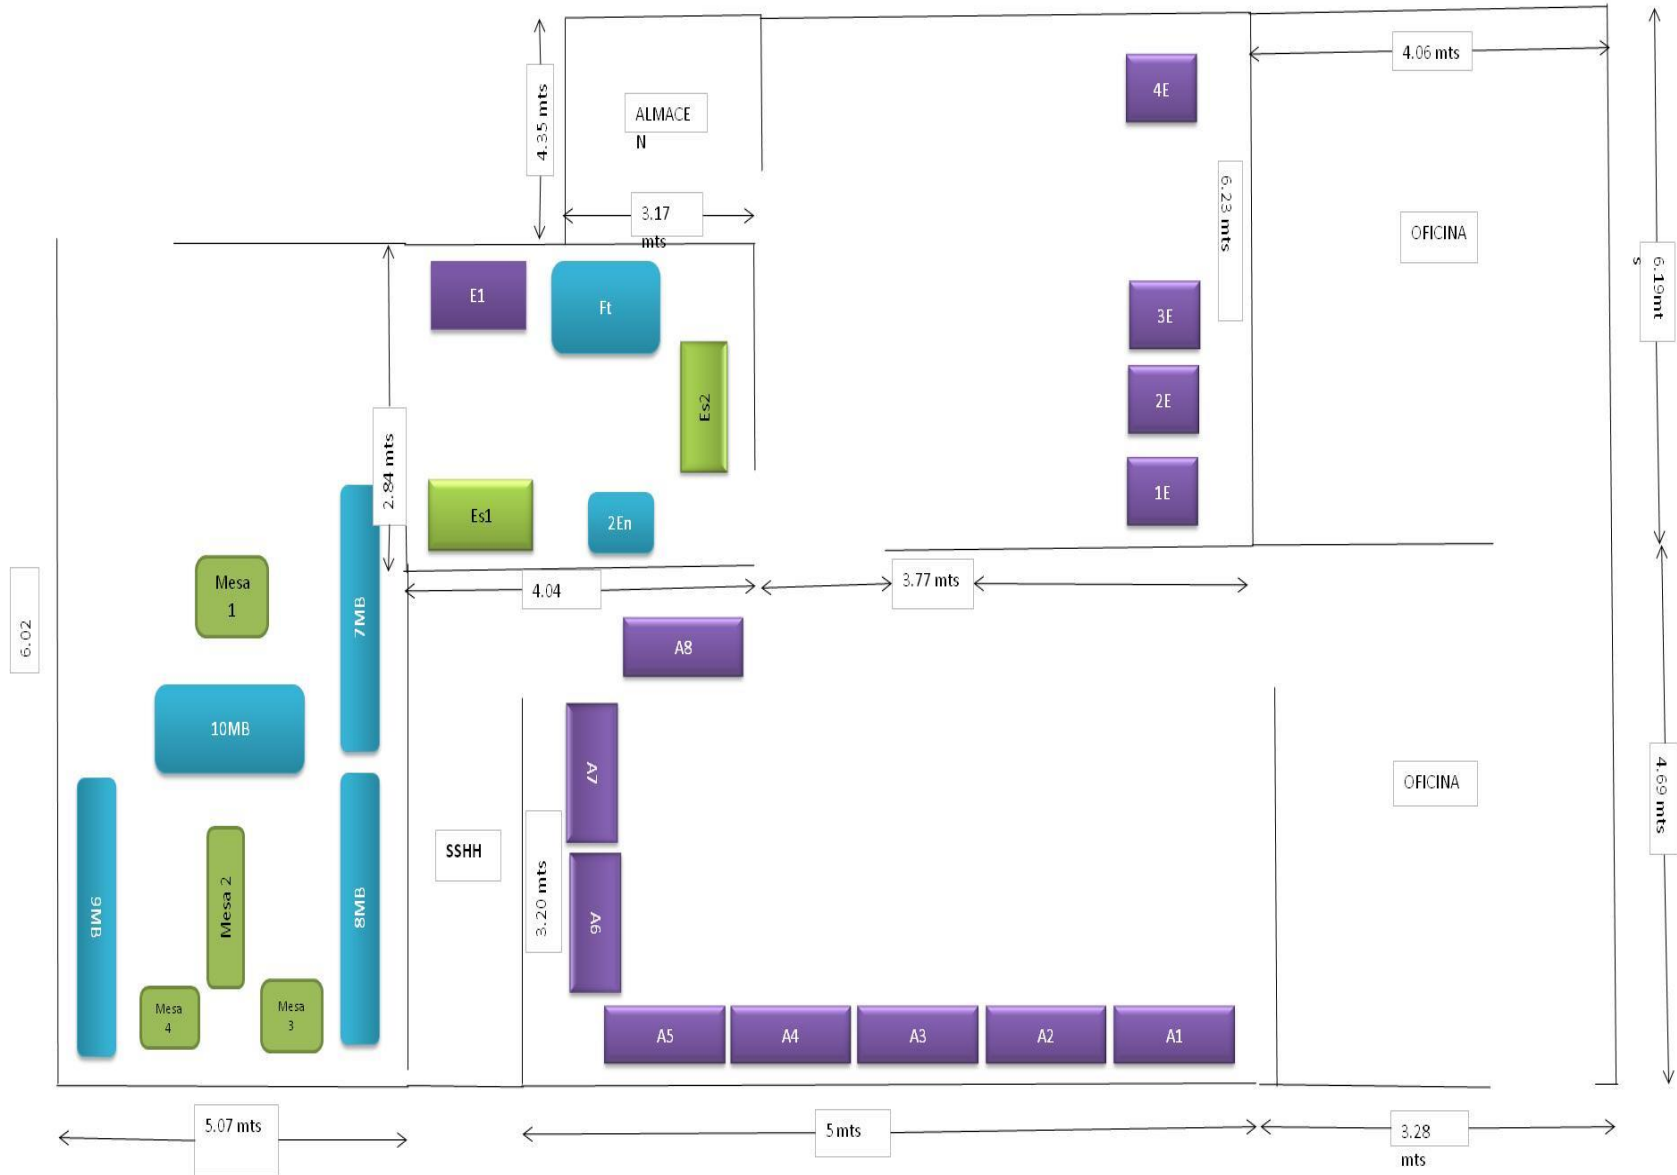 4.35 mts
ALMACE
N
3.17
mts
4E
4.06 mts
6.23 mts
OFICINA
6.19mt
s
E1
Ft
3E
Es2
2E
2.84 mts
Es1
2En
1E
4.04
3.77 mts
6.02
Mesa
1
7MB
A8
10MB
A7
OFICINA
4.69 mts
SSHH
3.20 mts
9MB
Mesa 2
8MB
A6
Mesa
4
Mesa
3
A5
A4
A3
A2
A1
5.07 mts
5 mts
3.28
mts